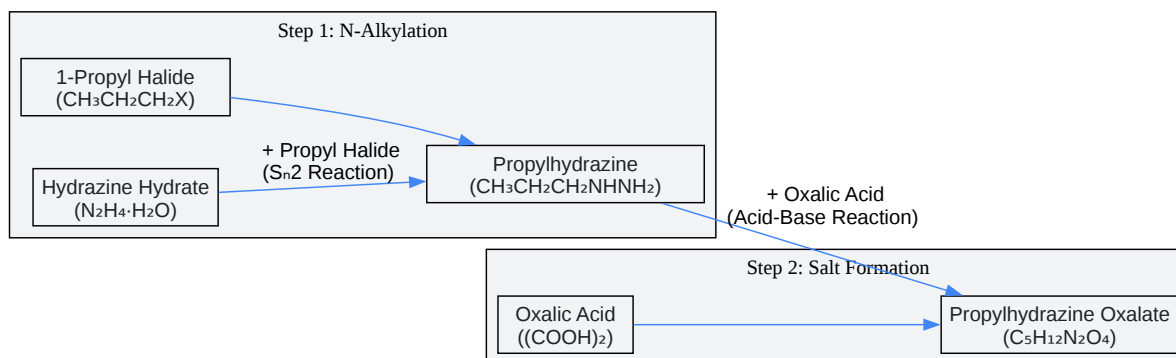 Step 1: N-Alkylation
1-Propyl Halide
(CH₃CH₂CH₂X)
+ Propyl Halide
(Sₙ2 Reaction)
Propylhydrazine
(CH₃CH₂CH₂NHNH₂)
Hydrazine Hydrate
(N₂H₄·H₂O)
+ Oxalic Acid
(Acid-Base Reaction)
Step 2: Salt Formation
Oxalic Acid
((COOH)₂)
Propylhydrazine Oxalate
(C₅H₁₂N₂O₄)